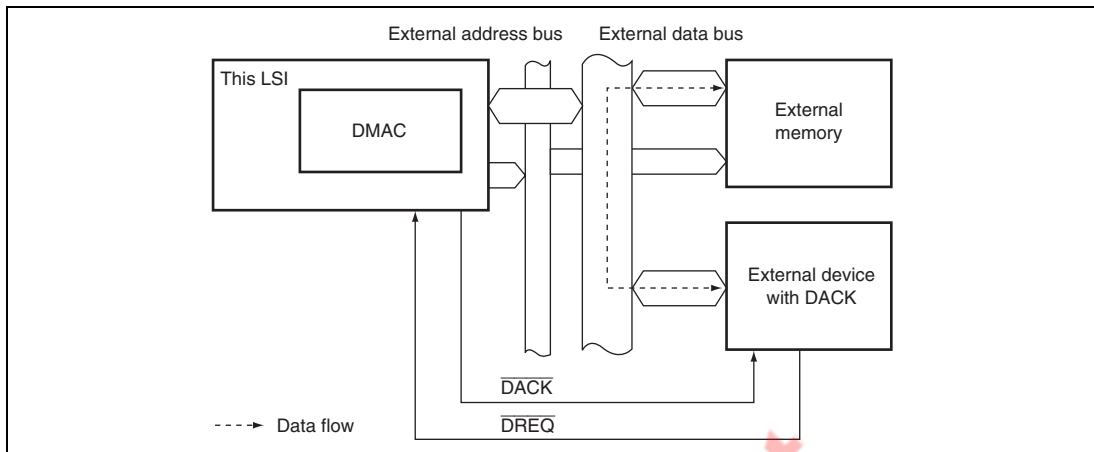 External address bus
External data bus
This LSI
DMAC
External
memory
External device
with DACK
DACK
Data flow
DREQ